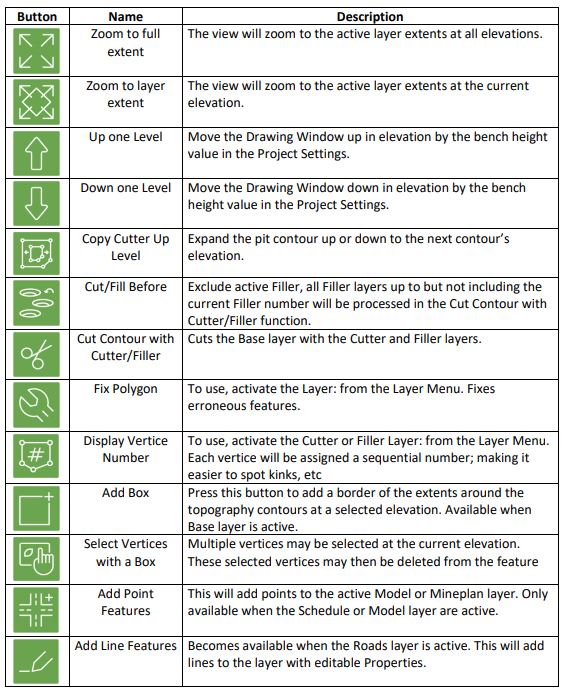 Button Name Description
Zoom to full The view will zoom to the active layer extents at all elevations.
extent
Zoom to layer The view will zoom to the active layer extents at the current
extent elevation.
Up one Level Move the Drawing Window up in elevation by the bench height
value in the Project Settings.
Down one Level Move the Drawing Window down in elevation by the bench
height value in the Project Settings.
Copy Cutter Up Expand the pit contour up or down to the next contour’s
Level elevation.
Cut/Fill Before Exclude active Filler, all Filler layers up to but not including the
current Filler number will be processed in the Cut Contour with
Cutter/Filler function.
Cut Contour with Cuts the Base layer with the Cutter and Filler layers.
Cutter/Filler
Fix Polygon To use, activate the Layer: from the Layer Menu. Fixes
erroneous features.
Display Vertice To use, activate the Cutter or Filler Layer: from the Layer Menu.
Number Each vertice will be assigned a sequential number; making it
easier to spot kinks, etc
#
Add Box Press this button to add a border of the extents around the
topography contours at a selected elevation. Available when
Base layer is active.
Select Vertices Multiple vertices may be selected at the current elevation.
with a Box These selected vertices may then be deleted from the feature
Add Point This will add points to the active Model or Mineplan layer. Only
Features available when the Schedule or Model layer are active.
Add Line Features Becomes available when the Roads layer is active. This will add
lines to the layer with editable Properties.